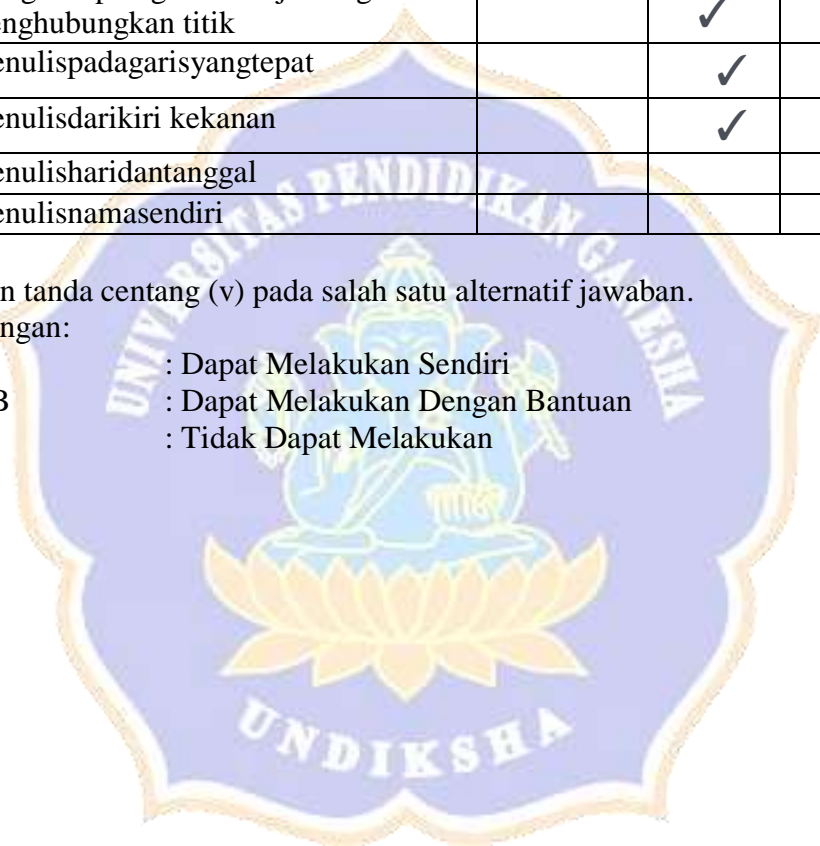 enghubungkan titik
✓
enulispadagarisyangtepat
✓
enulisdarikiri kekanan
✓
enulisharidantanggal
enulisnamasendiri
n tanda centang (v) pada salah satu alternatif jawaban.
ngan:
: Dapat Melakukan Sendiri
B : Dapat Melakukan Dengan Bantuan
: Tidak Dapat Melakukan
UNIVERSITAS PENDIDIKAN GANESHA
UNDIKSHA